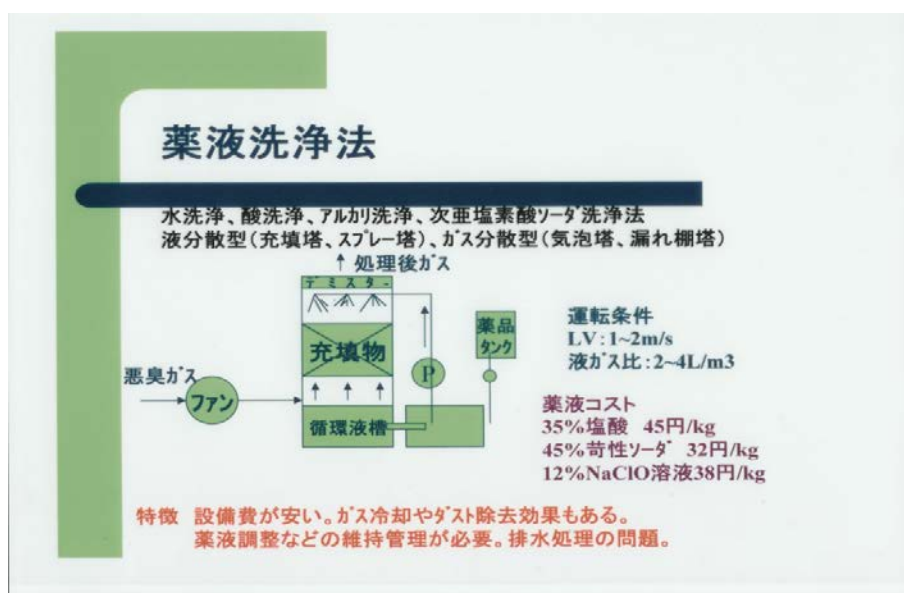 薬液洗浄法
水洗浄、酸洗浄、アルカリ洗浄、次亜塩素酸ソーダ洗浄法
液分散型(充填塔、スプレー塔)、ガス分散型(気泡塔、漏れ棚塔)
↑ 処理後ガス
デミスター
充填物
循環液槽
悪臭ガス
ファン
P
薬品
タンク
運転条件
LV:1~2m/s
液ガス比:2~4L/m3
薬液コスト
35%塩酸 45円/kg
45%苛性ソーダ 32円/kg
12%NaClO溶液38円/kg
特徴 設備費が安い。ガス冷却やダスト除去効果もある。
薬液調整などの維持管理が必要。排水処理の問題。